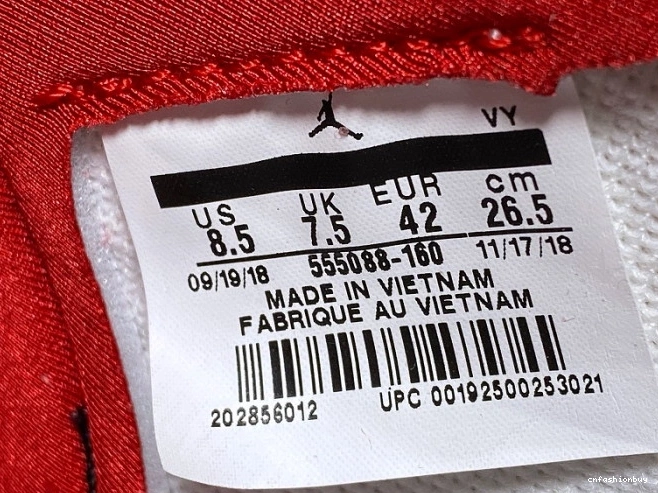 VY
US UK EUR cm
8.5 7.5 42 26.5
09/19/18 555088-160 11/17/18
MADE IN VIETNAM
FABRIQUE AU VIETNAM
202856012 UPC 00192500253021
cnfashionbuy